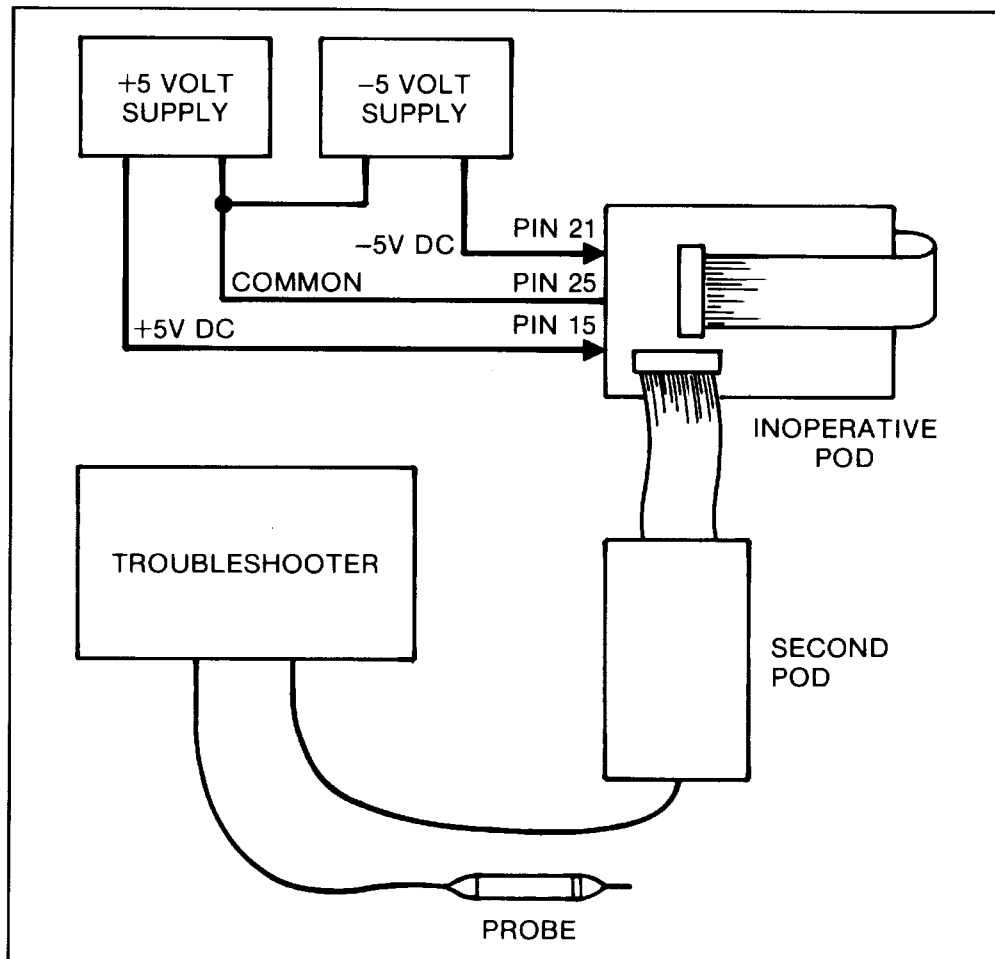 +5 VOLT
SUPPLY
−5 VOLT
SUPPLY
PIN 21
−5V DC
COMMON
PIN 25
+5V DC
PIN 15
INOPERATIVE
POD
TROUBLESHOOTER
SECOND
POD
PROBE